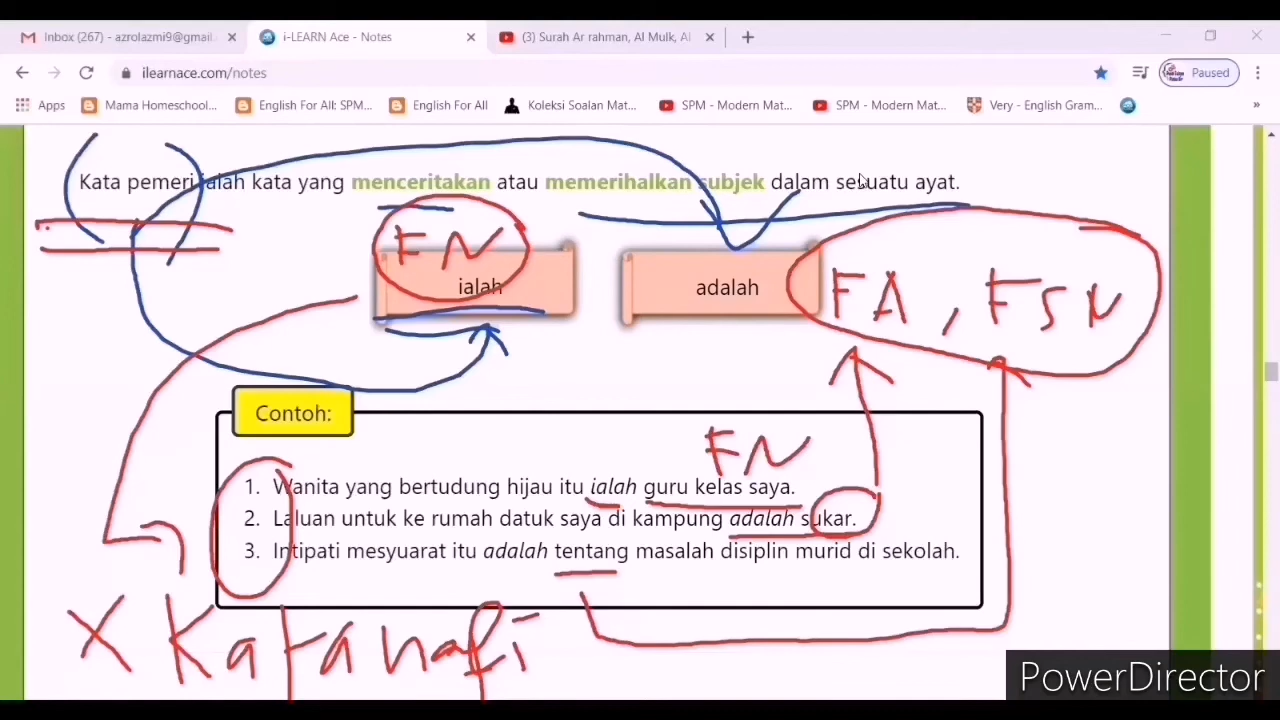 Inbox (267) - azrolazmi9@gmail. i-LEARN Ace - Notes (3) Surah Ar rahman, Al Mulk, Al
ilearnace.com/notes Paused
Apps Mama Homeschool... English For All: SPM... English For All Koleksi Soalan Mat... SPM - Modern Mat... SPM - Modern Mat... Very - English Gram...
Kata pemeri ialah kata yang menceritakan atau memerihalkan subjek dalam sebuatu ayat.
FN
ialah adalah FA, FSN
Contoh:
FN
1. Wanita yang bertudung hijau itu ialah guru kelas saya.
2. Laluan untuk ke rumah datuk saya di kampung adalah sukar.
3. Intipati mesyuarat itu adalah tentang masalah disiplin murid di sekolah.
X Kata nafi
PowerDirector